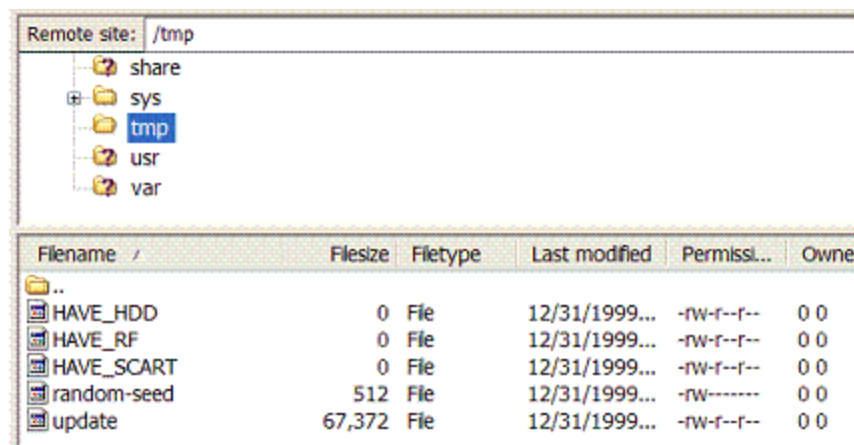 Remote site: /tmp
share
sys
tmp
usr
var
Filename / Filesize Filetype Last modified Permissi... Owne
..
HAVE_HDD 0 File 12/31/1999... -rw-r--r-- 0 0
HAVE_RF 0 File 12/31/1999... -rw-r--r-- 0 0
HAVE_SCART 0 File 12/31/1999... -rw-r--r-- 0 0
random-seed 512 File 12/31/1999... -rw------- 0 0
update 67,372 File 12/31/1999... -rw-r--r-- 0 0